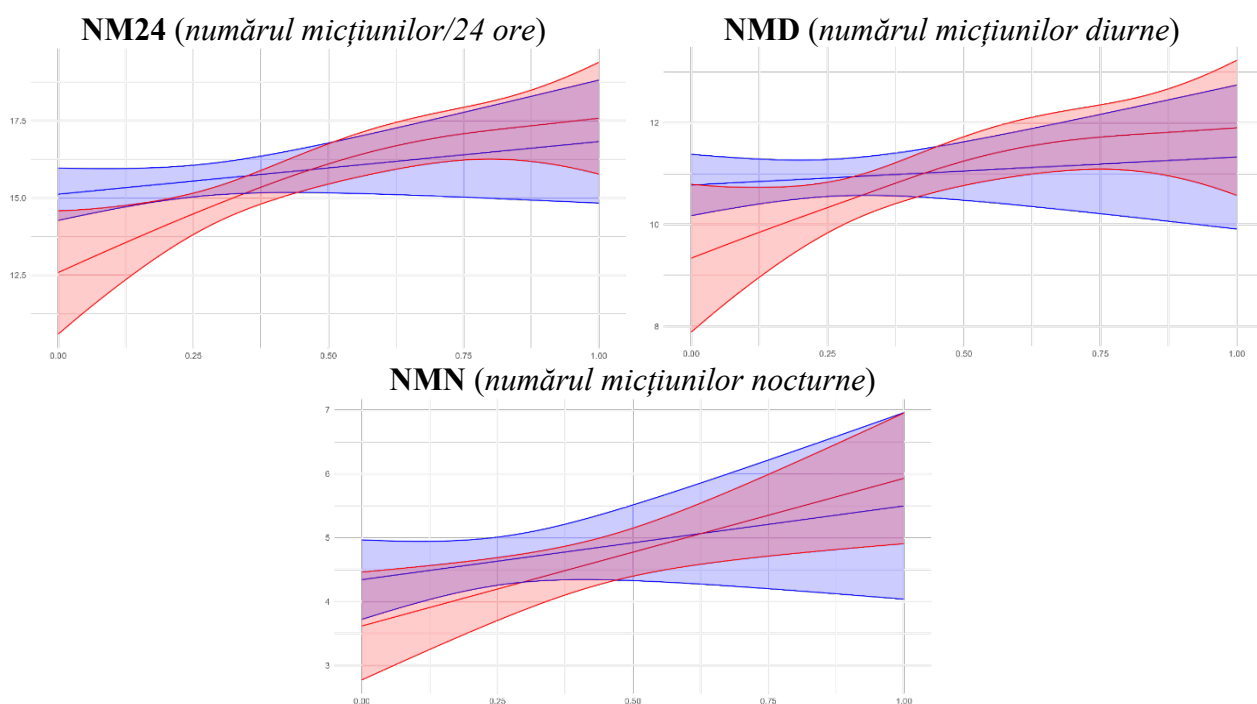 NM24 (numărul micțiunilor/24 ore)
17.5
15.0
12.5
0.00 0.25 0.50 0.75 1.00
NMD (numărul micțiunilor diurne)
12
10
8
0.00 0.25 0.50 0.75 1.00
NMN (numărul micțiunilor nocturne)
7
6
5
4
3
0.00 0.25 0.50 0.75 1.00